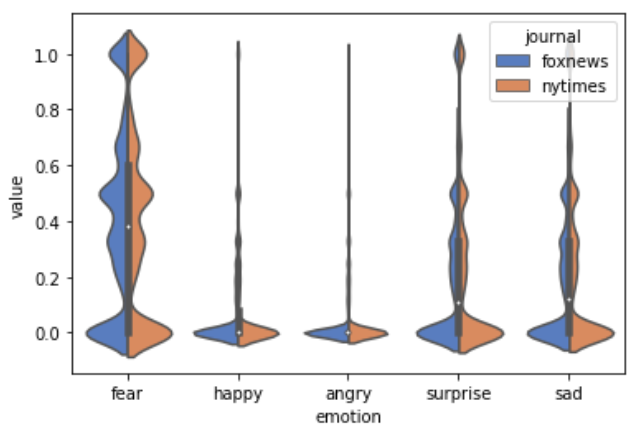 journal
foxnews
nytimes
1.0
0.8
0.6
0.4
0.2
0.0
value
fear happy angry surprise sad
emotion